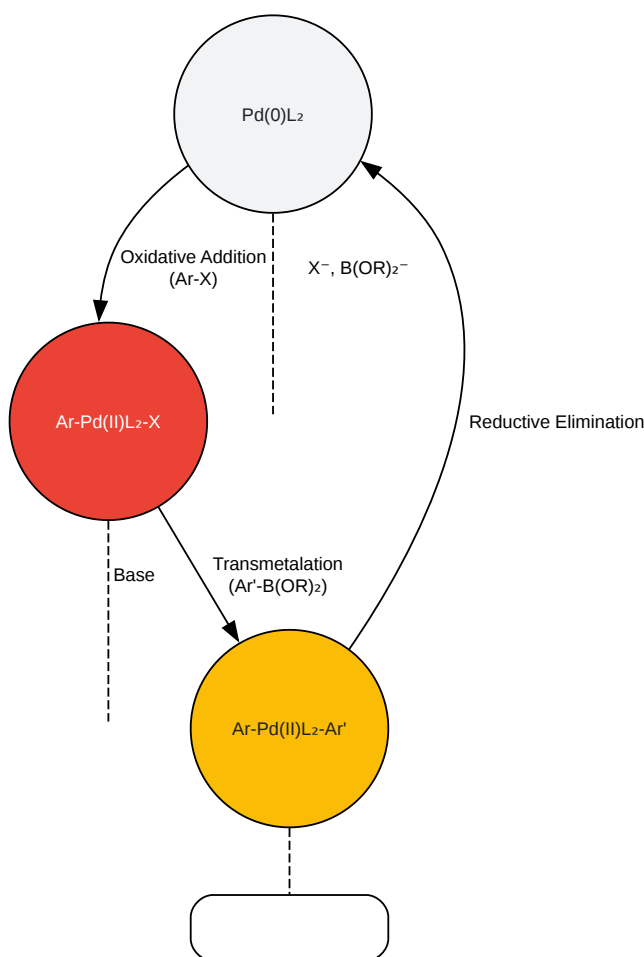 Pd(0)L₂
Oxidative Addition
(Ar-X)
X⁻, B(OR)₂⁻
Ar-Pd(II)L₂-X
Reductive Elimination
Base
Transmetalation
(Ar'-B(OR)₂)
Ar-Pd(II)L₂-Ar'